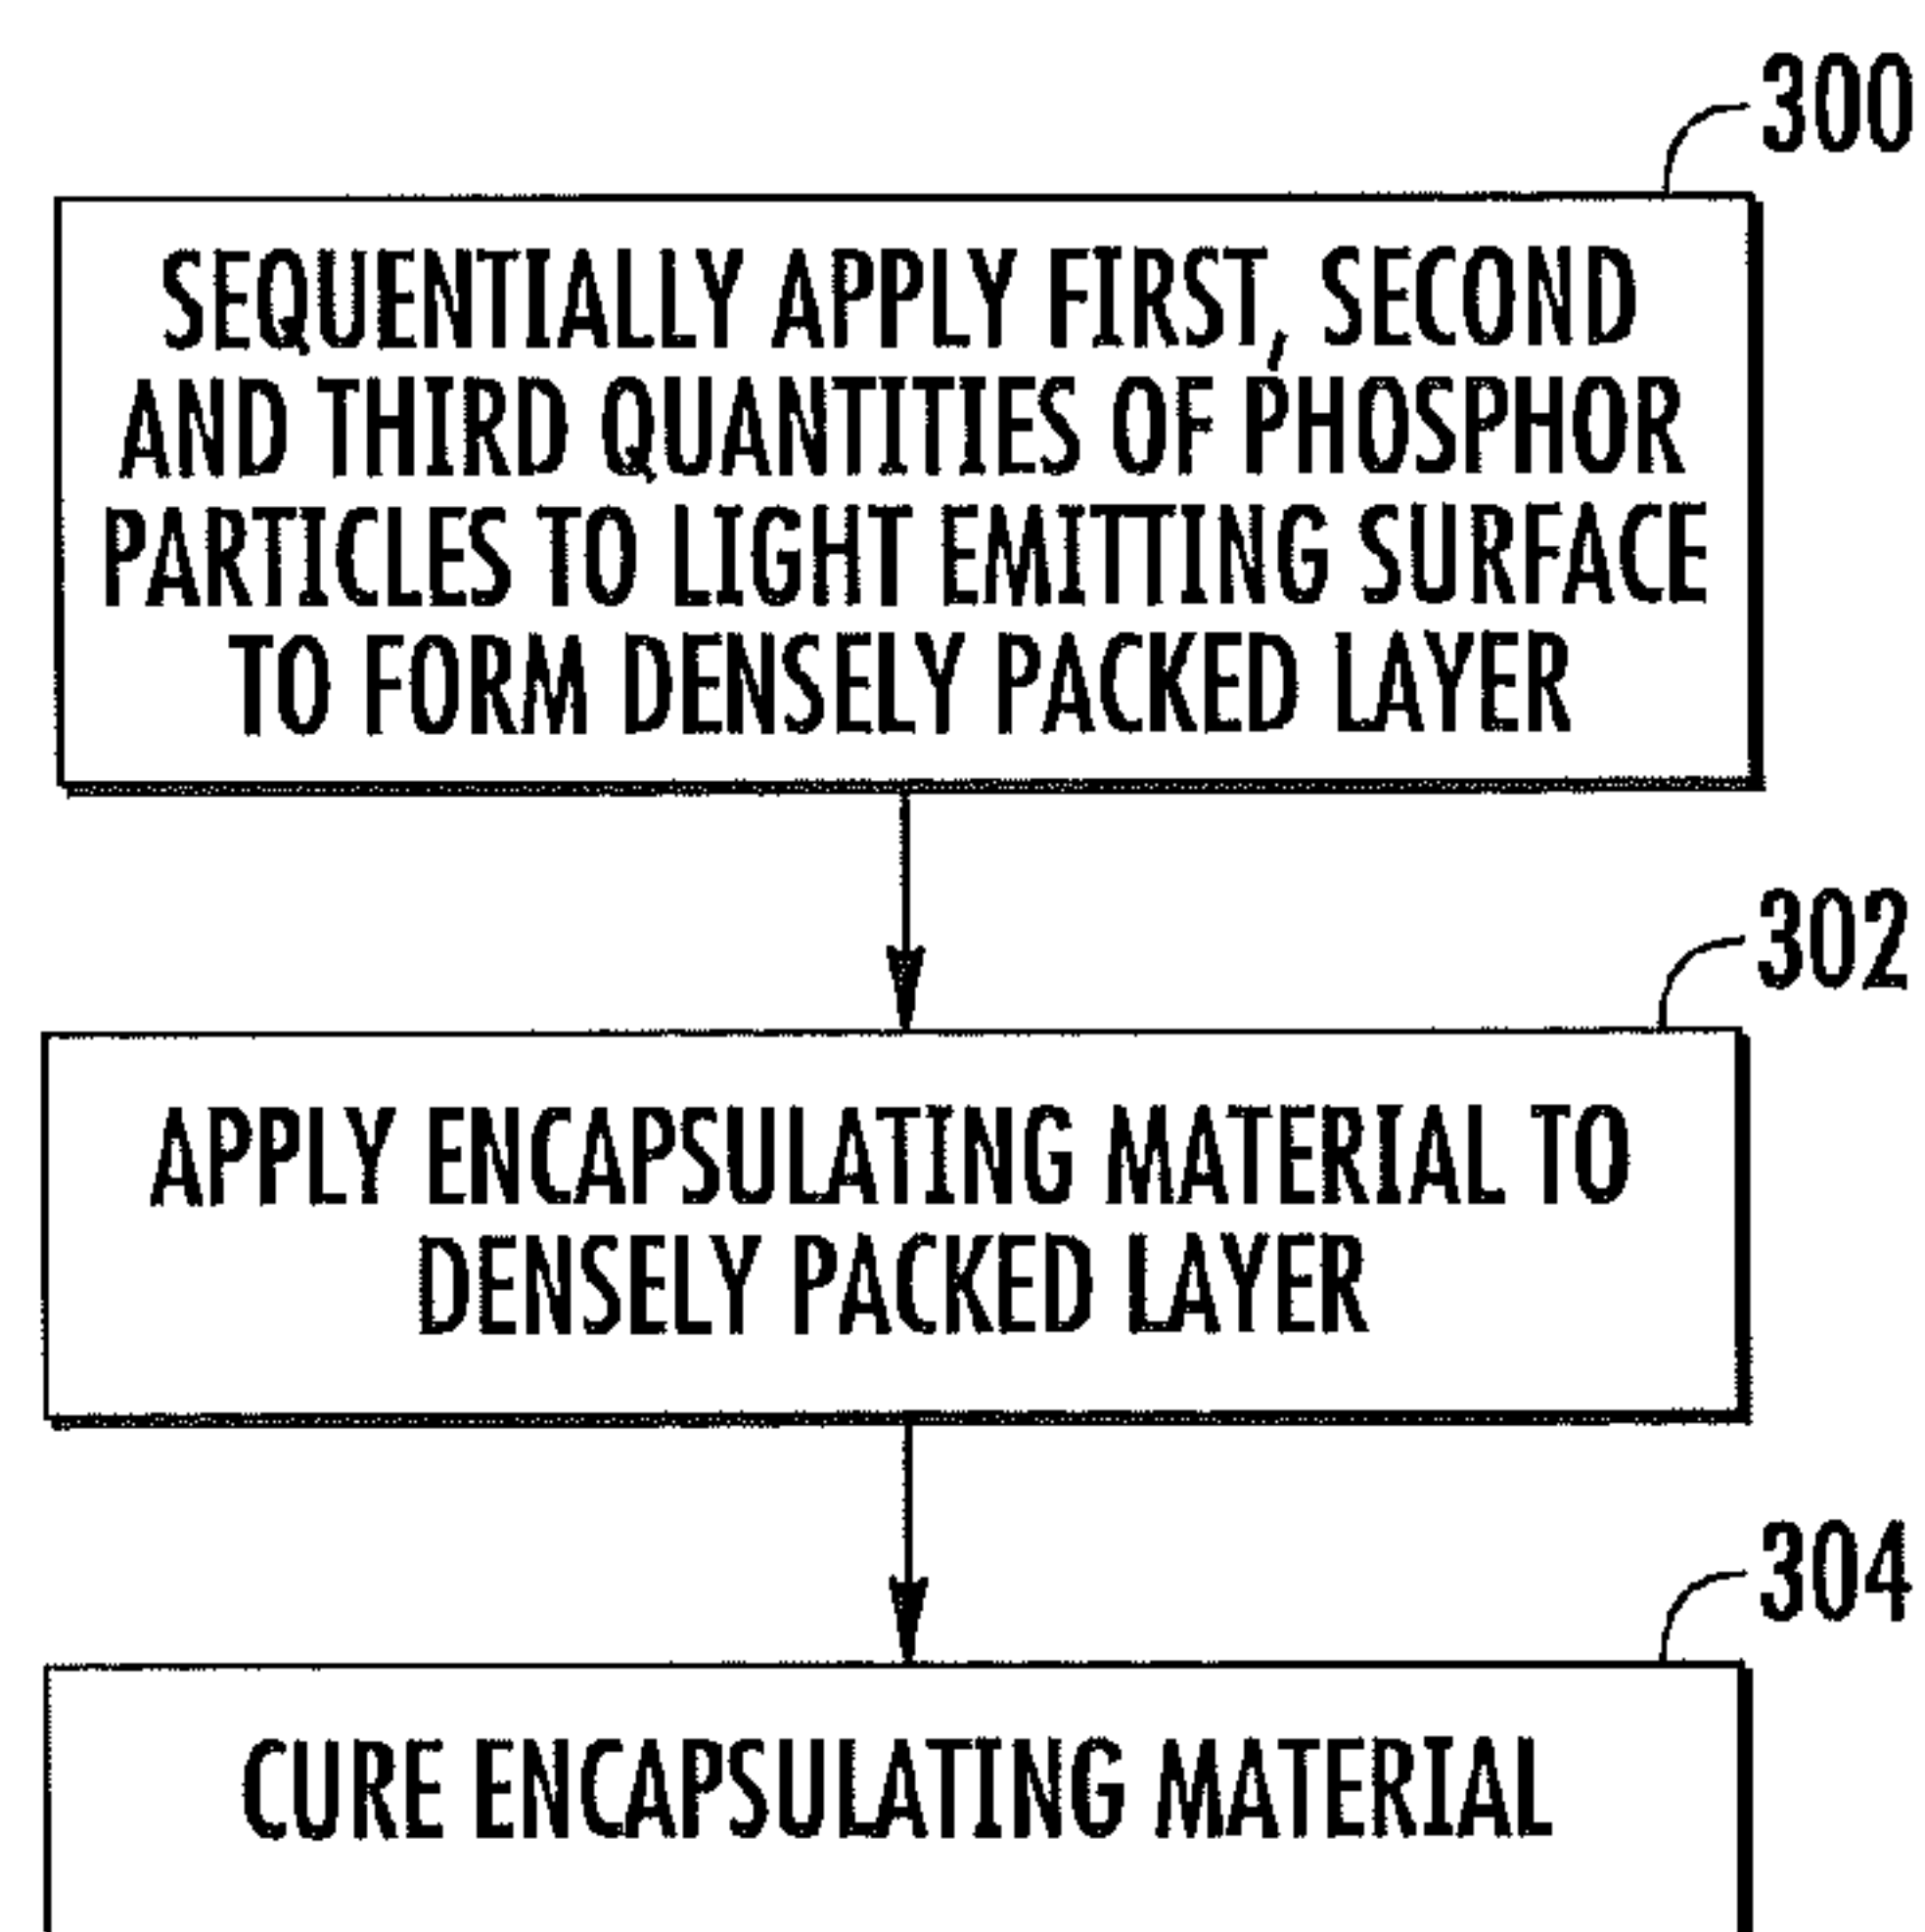 300
SEQUENTIALLY APPLY FIRST, SECOND
AND THIRD QUANTITIES OF PHOSPHOR
PARTICLES TO LIGHT EMITTING SURFACE
TO FORM DENSELY PACKED LAYER
302
APPLY ENCAPSULATING MATERIAL TO
DENSELY PACKED LAYER
304
CURE ENCAPSULATING MATERIAL